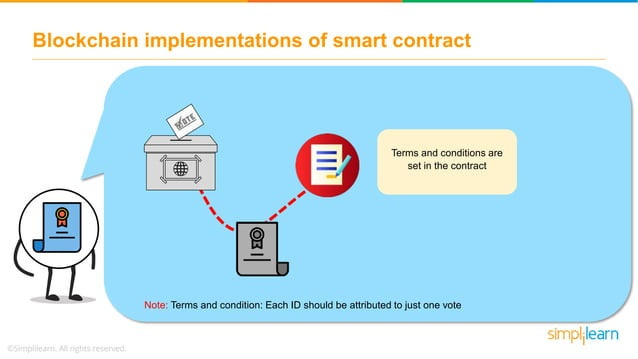 Blockchain implementations of smart contract
VOTE
Terms and conditions are
set in the contract
Note: Terms and condition: Each ID should be attributed to just one vote
simplilearn
©Simplilearn. All rights reserved.